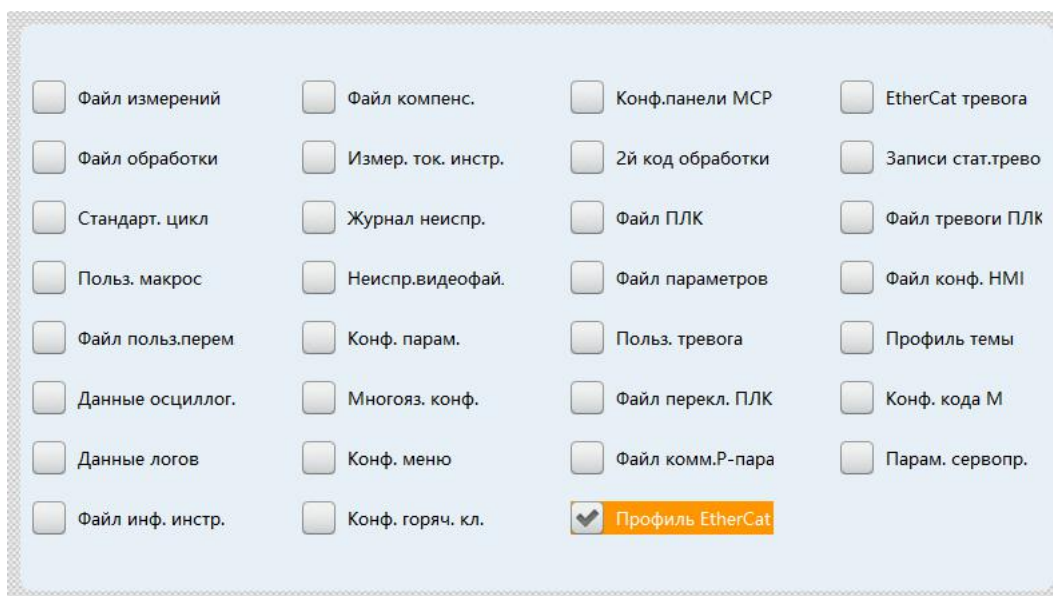 Файл измерений
Файл компенс.
Конф.панели MCP
EtherCat тревога
Файл обработки
Измер. ток. инстр.
2й код обработки
Записи стат.трево
Стандарт. цикл
Журнал неиспр.
Файл ПЛК
Файл тревоги ПЛК
Польз. макрос
Неиспр.видеофай.
Файл параметров
Файл конф. HMI
Файл польз.перем
Конф. парам.
Польз. тревога
Профиль темы
Данные осциллог.
Многояз. конф.
Файл перекл. ПЛК
Конф. кода М
Данные логов
Конф. меню
Файл комм.P-пара
Парам. сервопр.
Файл инф. инстр.
Конф. горяч. кл.
Профиль EtherCat